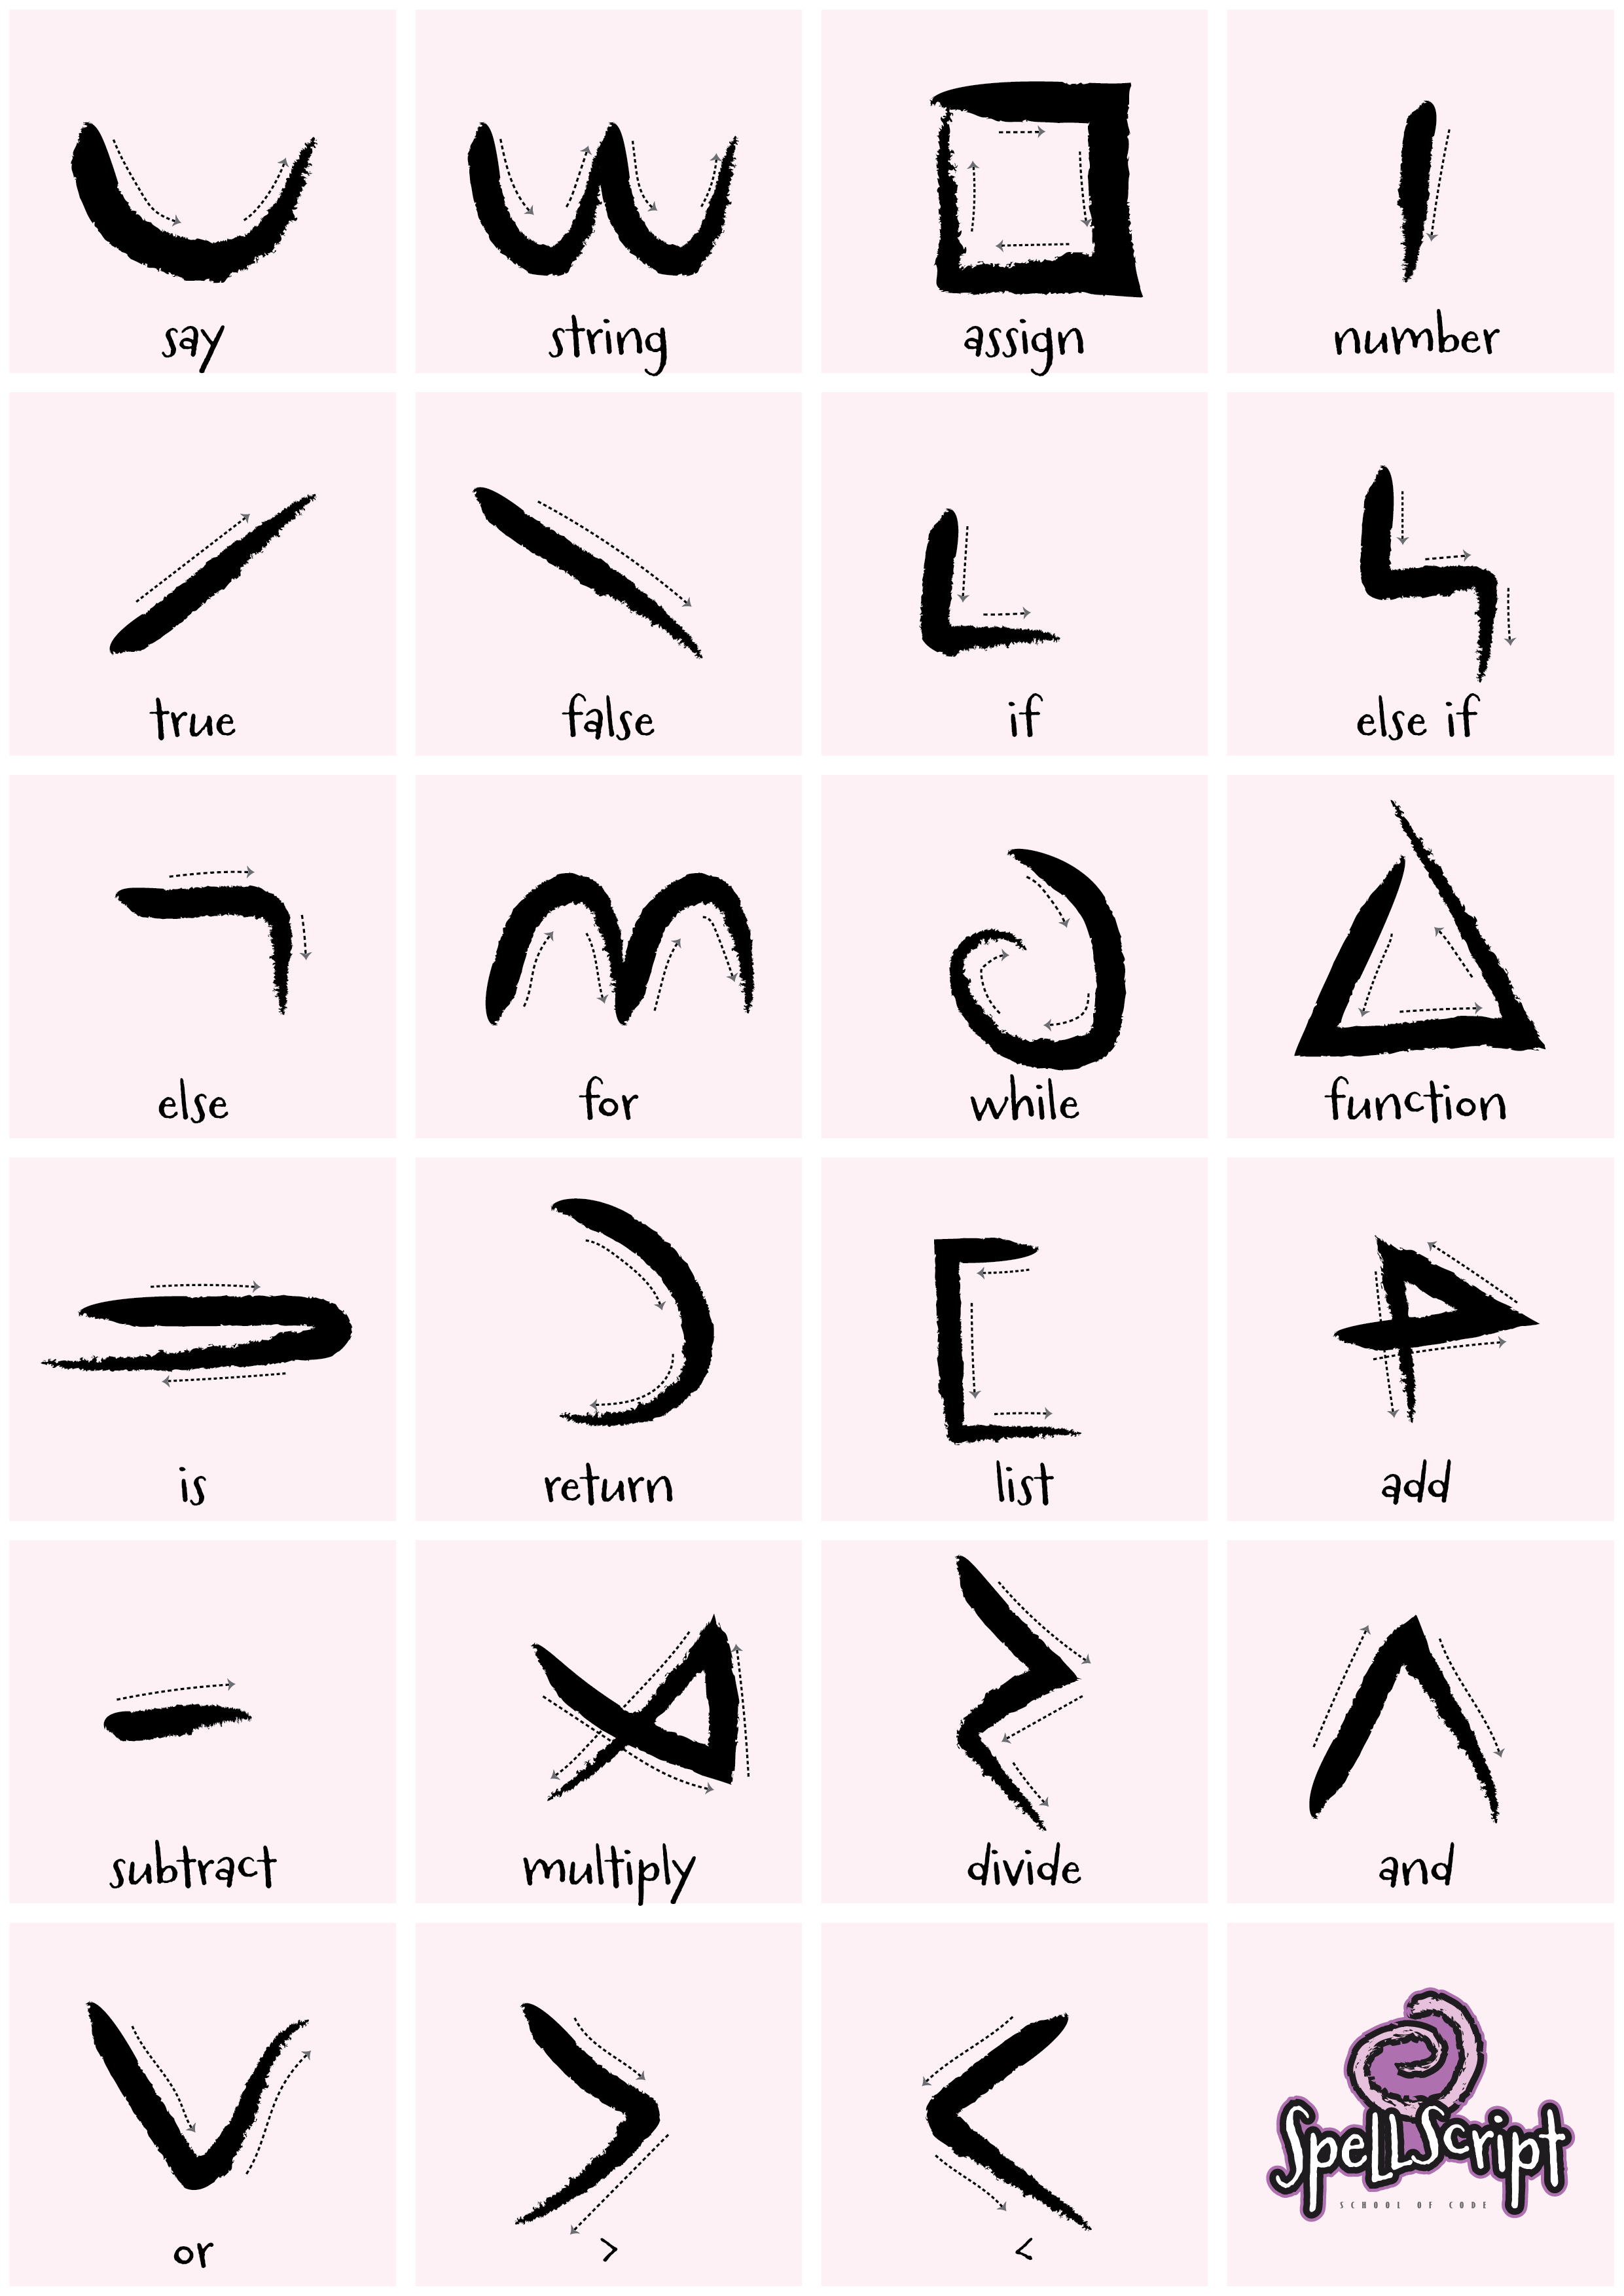 say string assign number
true false if else if
else for while function
is return list add
subtract multiply divide and
or > <
SpellScript
SCHOOL OF CODE